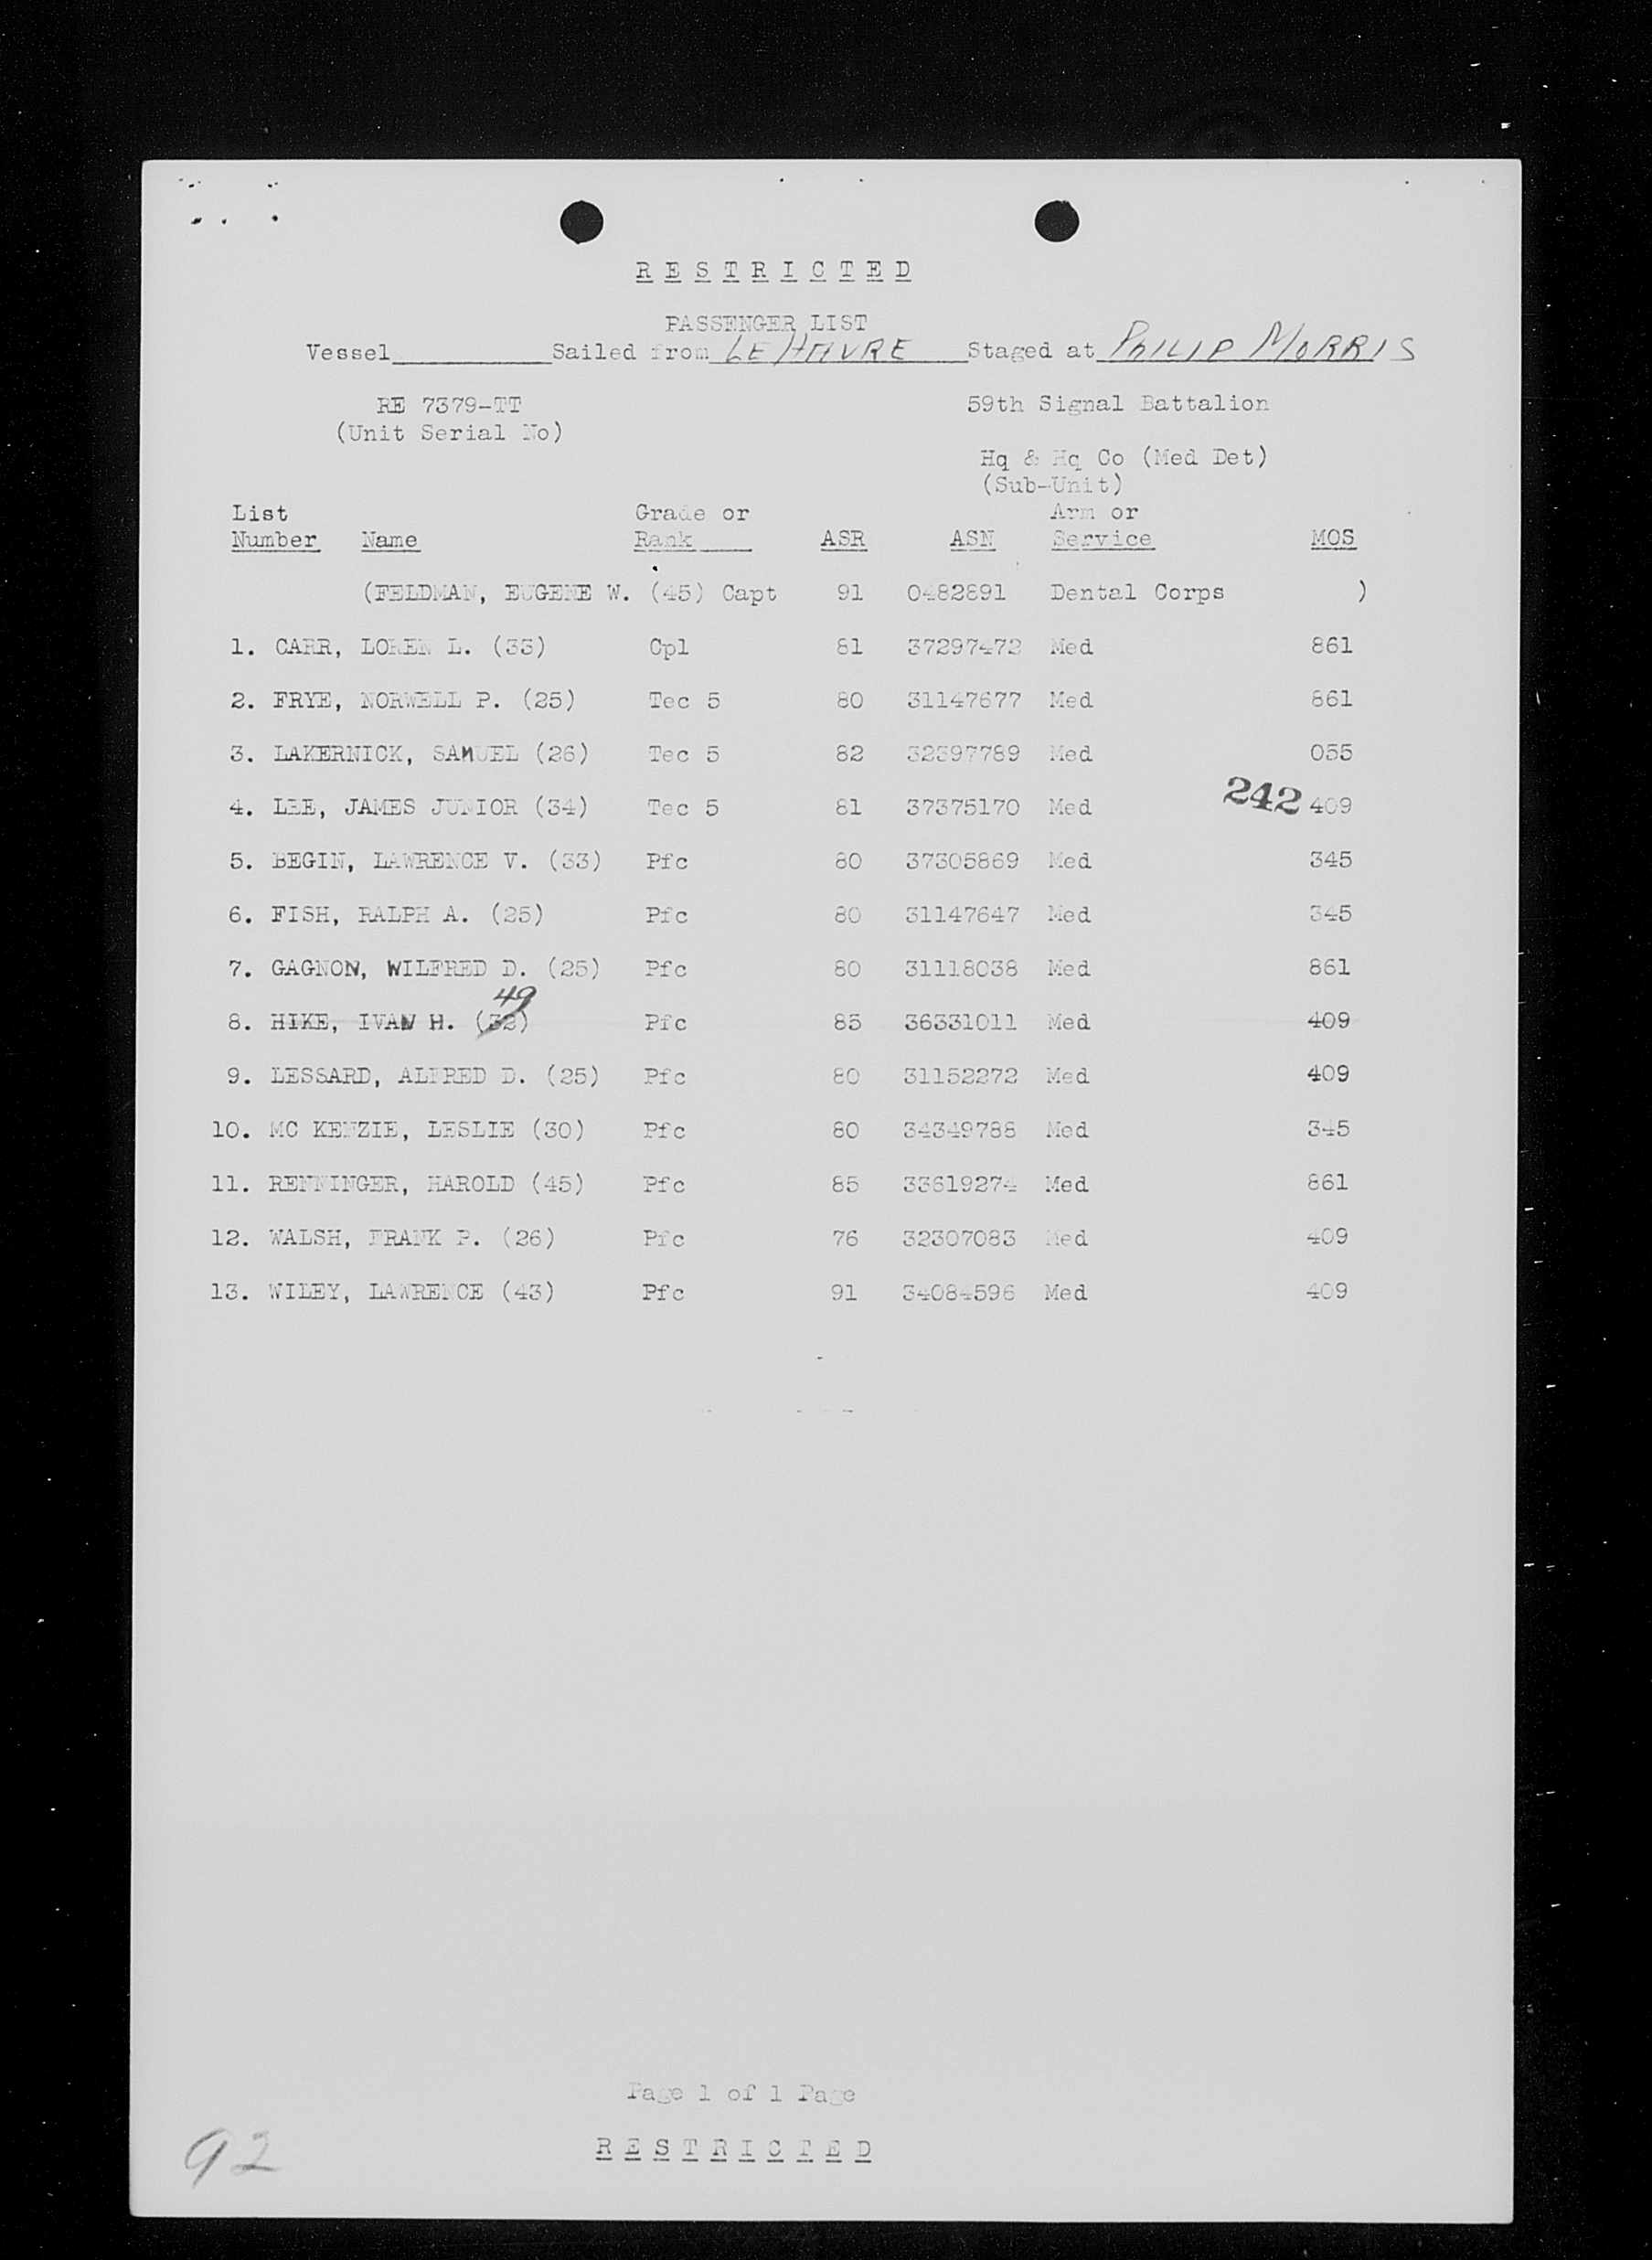 RESTRICTED
PASSENGER LIST
Vessel Sailed from LE HAVRE Staged at PHILIP MORRIS
RE 7379-TT 59th Signal Battalion
(Unit Serial No)
Hq & Hq Co (Med Det)
(Sub-Unit)
List Grade or Arm or
Number Name Rank ASR ASN Service MOS
(FELDMAN, EUGENE W. (45) Capt 91 0482891 Dental Corps )
1. CARR, LOREN L. (33) Cpl 81 37297472 Med 861
2. FRYE, NORWELL P. (25) Tec 5 80 31147677 Med 861
3. LAKERNICK, SAMUEL (26) Tec 5 82 32397789 Med 055
242
4. LEE, JAMES JUNIOR (34) Tec 5 81 37375170 Med 409
5. BEGIN, LAWRENCE V. (33) Pfc 80 37305869 Med 345
6. FISH, RALPH A. (25) Pfc 80 31147647 Med 345
7. GAGNON, WILFRED D. (25) Pfc 80 31118038 Med 861
49
8. HIKE, IVAN H. (32) Pfc 85 36331011 Med 409
9. LESSARD, ALFRED D. (25) Pfc 80 31152272 Med 409
10. MC KENZIE, LESLIE (30) Pfc 80 34349788 Med 345
11. RENNINGER, HAROLD (45) Pfc 85 33619274 Med 861
12. WALSH, FRANK P. (26) Pfc 76 32307083 Med 409
13. WILEY, LAWRENCE (43) Pfc 91 34084596 Med 409
Page 1 of 1 Page
RESTRICTED
92